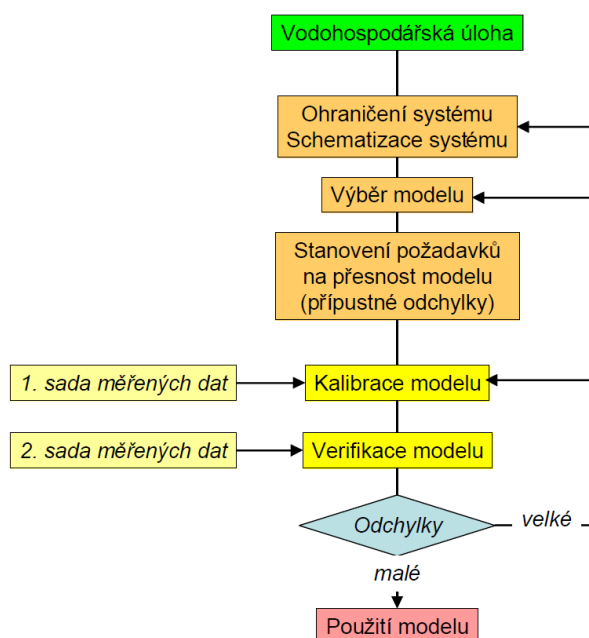 Vodohospodářská úloha
Ohraničení systému
Schematizace systému
Výběr modelu
Stanovení požadavků
na přesnost modelu
(přípustné odchylky)
1. sada měřených dat
Kalibrace modelu
2. sada měřených dat
Verifikace modelu
Odchylky
velké
malé
Použití modelu